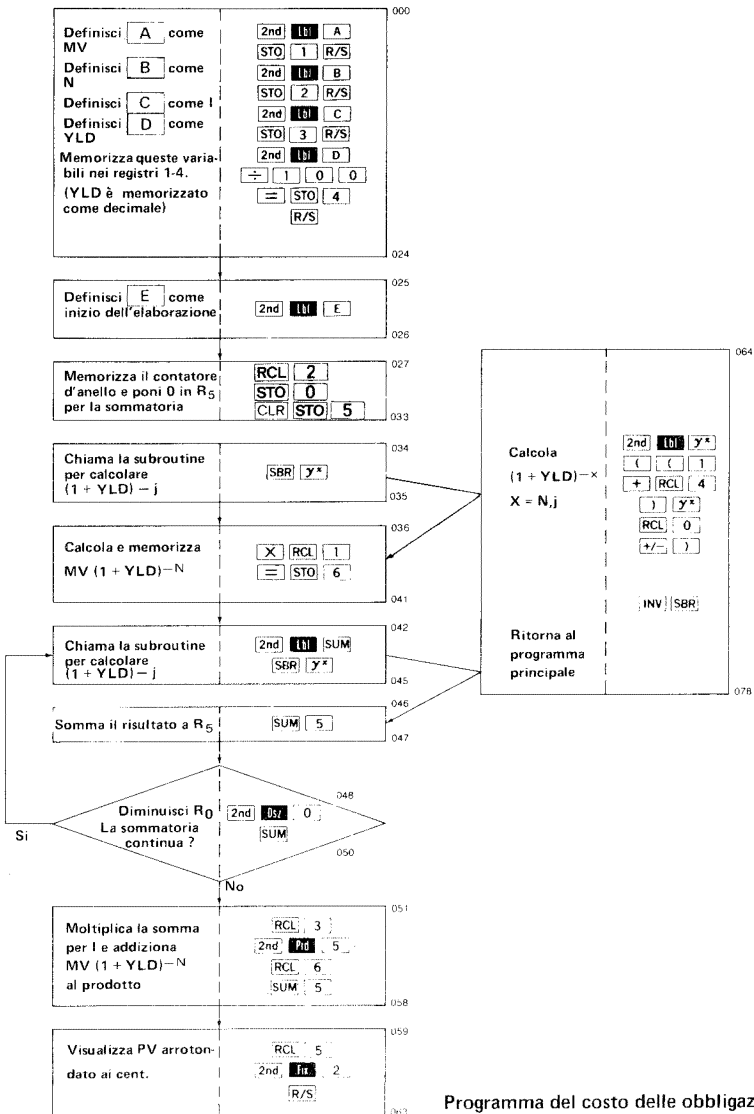 000
Definisci A come
MV
Definisci B come
N
Definisci C come I
Definisci D come
YLD
Memorizza queste varia-
bili nei registri 1-4.
(YLD è memorizzato
come decimale)
2nd Lbl A
STO 1 R/S
2nd Lbl B
STO 2 R/S
2nd Lbl C
STO 3 R/S
2nd Lbl D
÷ 1 0 0
= STO 4
R/S
024
025
Definisci E come
inizio dell'elaborazione
2nd Lbl E
026
027
Memorizza il contatore
d'anello e poni 0 in R5
per la sommatoria
RCL 2
STO 0
CLR STO 5
033
034
Chiama la subroutine
per calcolare
(1 + YLD) – j
SBR yx
035
036
Calcola e memorizza
MV (1 + YLD)–N
X RCL 1
= STO 6
041
042
Chiama la subroutine
per calcolare
(1 + YLD) – j
2nd Lbl SUM
SBR yx
045
046
Somma il risultato a R5
SUM 5
047
048
Diminuisci R0
La sommatoria
continua ?
2nd Dsz 0
SUM
050
Si
No
051
Moltiplica la somma
per I e addiziona
MV (1 + YLD)–N
al prodotto
RCL 3
2nd Prd 5
RCL 6
SUM 5
058
059
Visualizza PV arroton-
dato ai cent.
RCL 5
2nd Fix 2
R/S
063
064
Calcola
(1 + YLD)–x
X = N,j
2nd Lbl yx
( ( 1
+ RCL 4
) yx
RCL 0
+/– )
INV SBR
Ritorna al
programma
principale
078
Programma del costo delle obbligaz